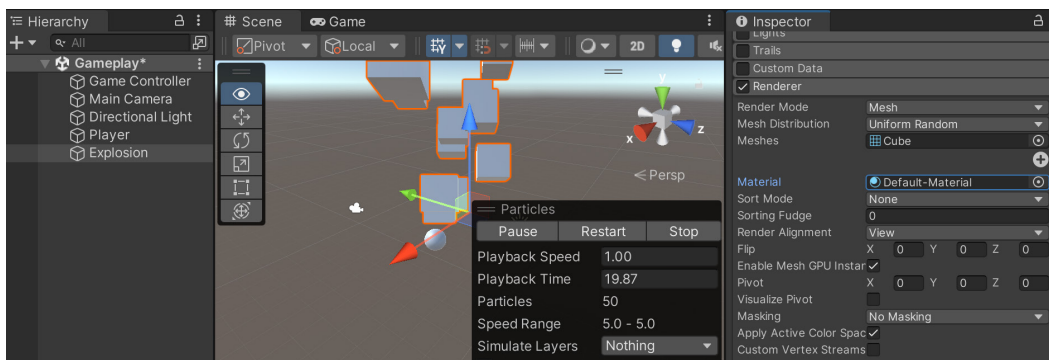 Hierarchy
All
Gameplay*
Game Controller
Main Camera
Directional Light
Player
Explosion
Scene
Game
Pivot
Local
2D
y
x
z
Persp
Particles
Pause Restart Stop
Playback Speed 1.00
Playback Time 19.87
Particles 50
Speed Range 5.0 - 5.0
Simulate Layers Nothing
Inspector
Lights
Trails
Custom Data
Renderer
Render Mode Mesh
Mesh Distribution Uniform Random
Meshes Cube
Material Default-Material
Sort Mode None
Sorting Fudge 0
Render Alignment View
Flip X 0 Y 0 Z 0
Enable Mesh GPU Instar
Pivot X 0 Y 0 Z 0
Visualize Pivot
Masking No Masking
Apply Active Color Spac
Custom Vertex Streams